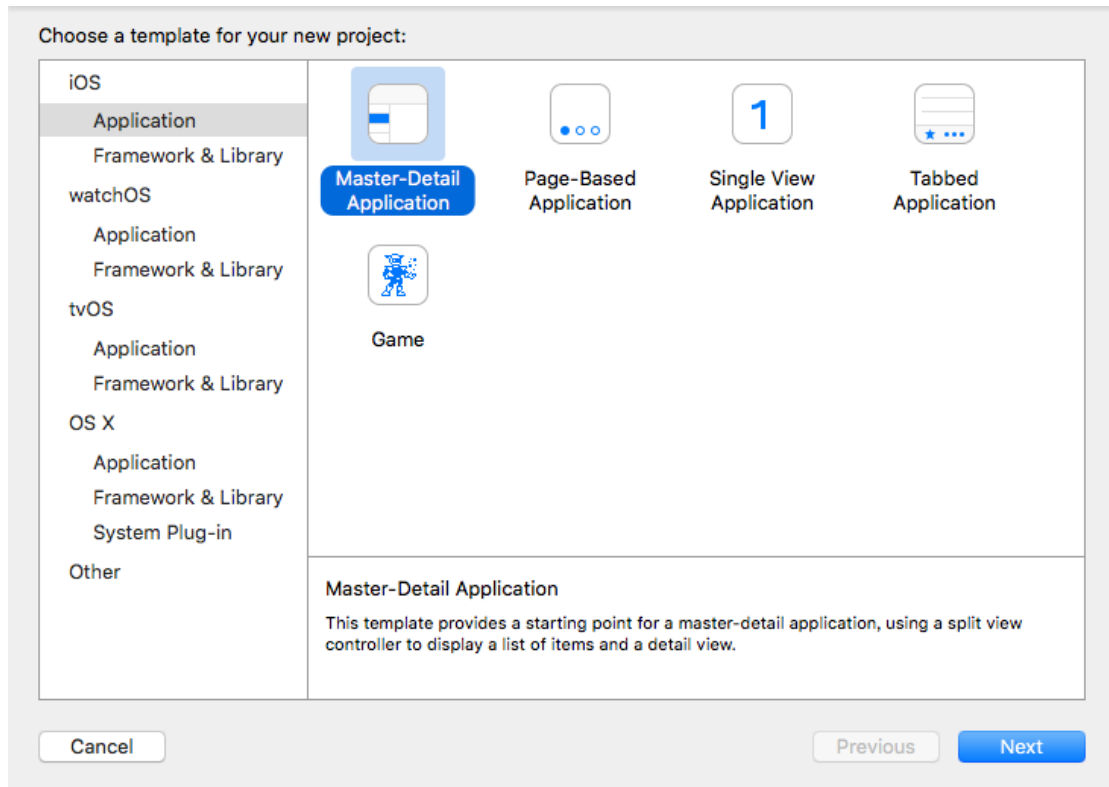 Choose a template for your new project:
iOS
Application
Framework & Library
watchOS
Application
Framework & Library
tvOS
Application
Framework & Library
OS X
Application
Framework & Library
System Plug-in
Other
Master-Detail
Application
Page-Based
Application
1
Single View
Application
Tabbed
Application
Game
Master-Detail Application
This template provides a starting point for a master-detail application, using a split view
controller to display a list of items and a detail view.
Cancel
Previous
Next